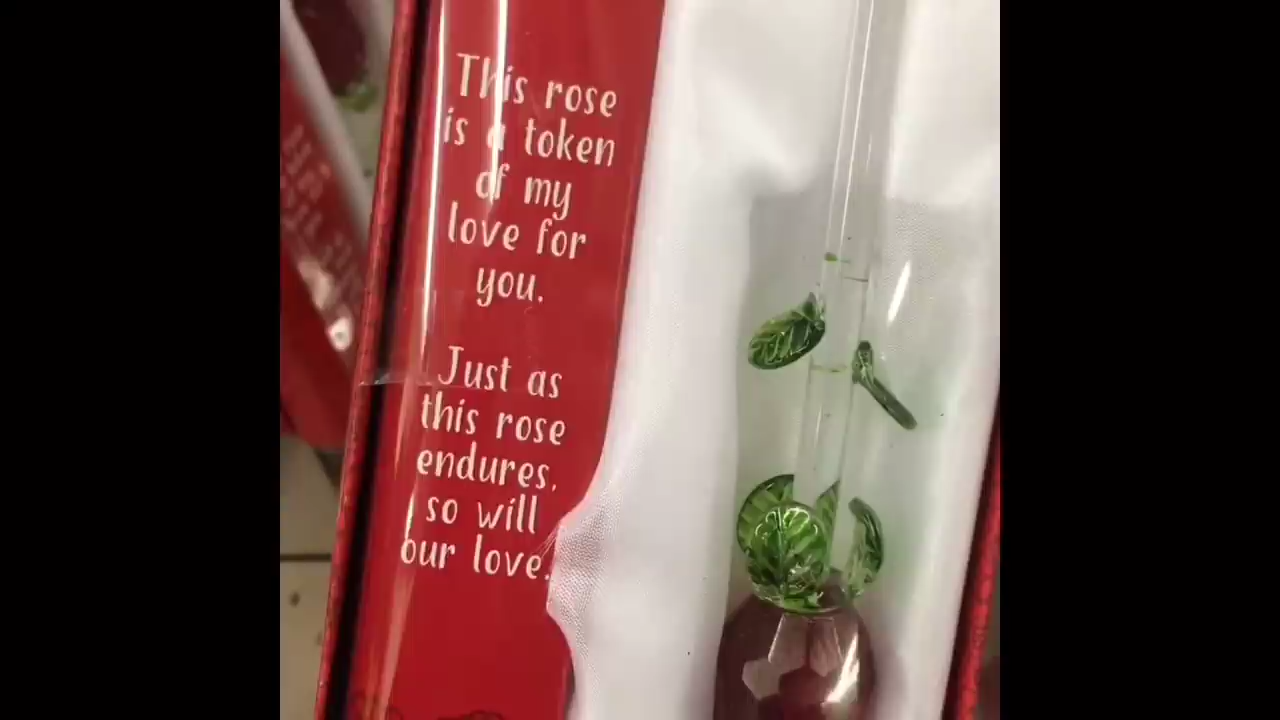 This rose
is a token
of my
love for
you.
Just as
this rose
endures,
so will
our love.